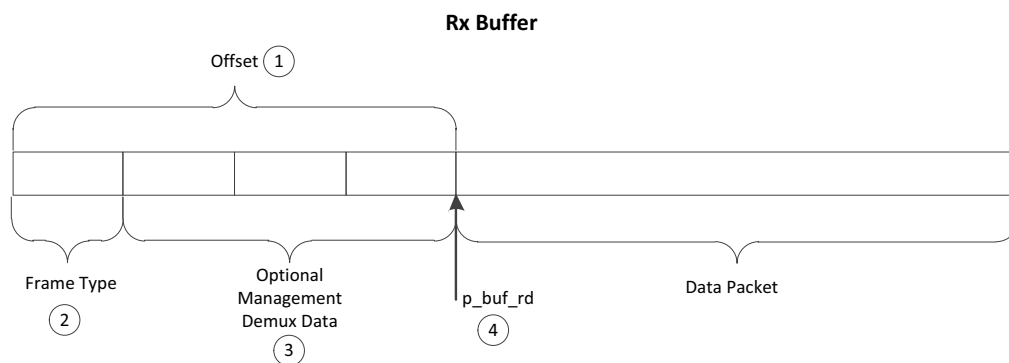 Rx Buffer
Offset 1
Frame Type
2
Optional
Management
Demux Data
3
p_buf_rd
4
Data Packet